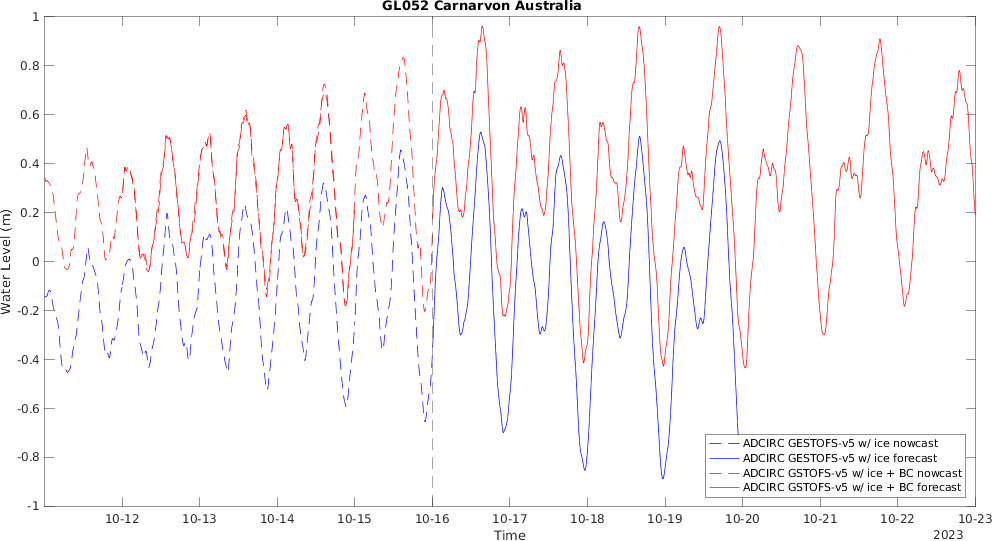 GL052 Carnarvon Australia
Water Level (m)
1
0.8
0.6
0.4
0.2
0
-0.2
-0.4
-0.6
-0.8
-1
ADCIRC GESTOFS-v5 w/ ice nowcast
ADCIRC GESTOFS-v5 w/ ice forecast
ADCIRC GSTOFS-v5 w/ ice + BC nowcast
ADCIRC GSTOFS-v5 w/ ice + BC forecast
10-12 10-13 10-14 10-15 10-16 10-17 10-18 10-19 10-20 10-21 10-22 10-23
Time
2023